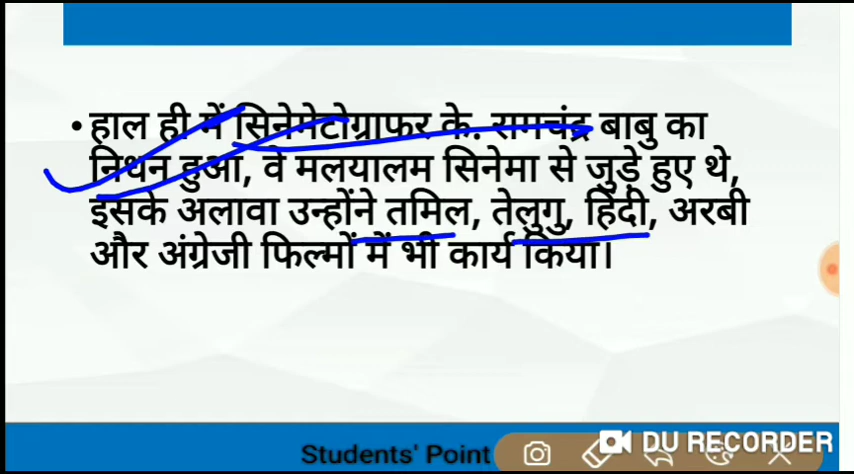 • हाल ही में सिनेमेटोग्राफर के. रामचंद्र बाबु का
निधन हुआ, वे मलयालम सिनेमा से जुड़े हुए थे,
इसके अलावा उन्होंने तमिल, तेलुगु, हिंदी, अरबी
और अंग्रेजी फिल्मों में भी कार्य किया।
Students' Point
DU RECORDER